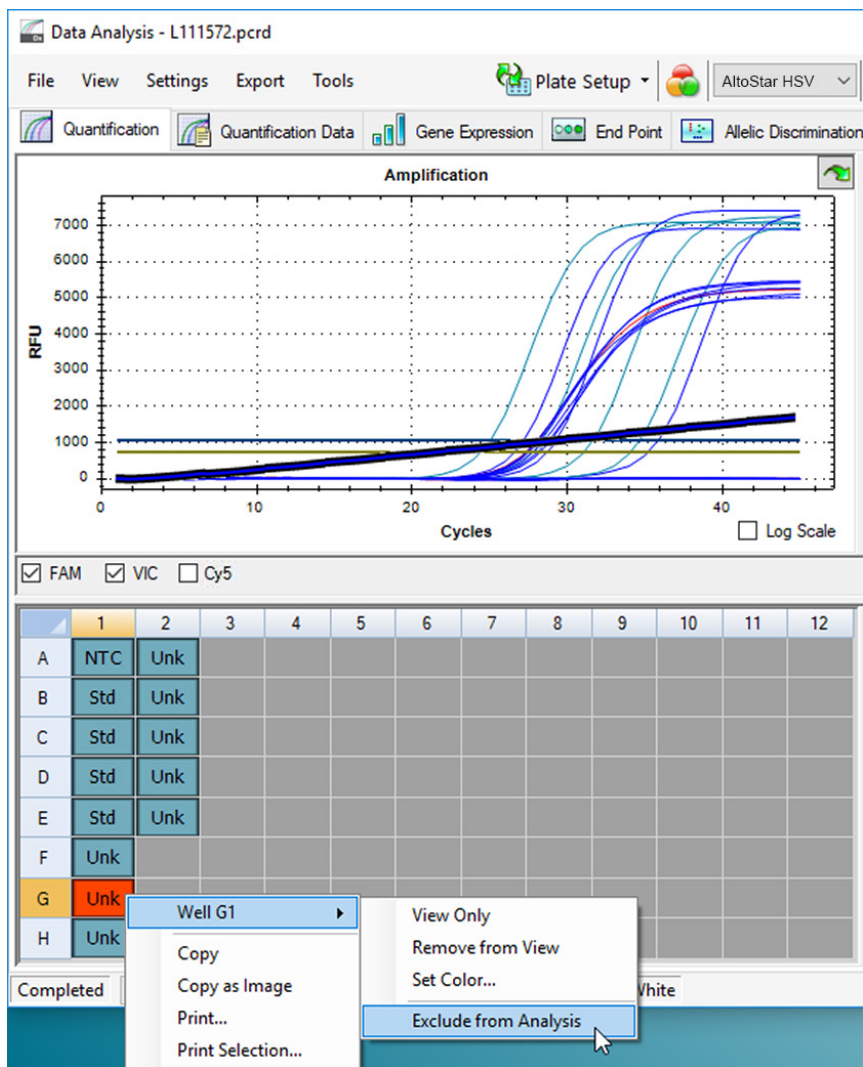 Data Analysis - L111572.pcrd
File View Settings Export Tools Plate Setup AltoStar HSV
Quantification Quantification Data Gene Expression End Point Allelic Discrimination
Amplification
7000
6000
5000
4000
3000
2000
1000
0
RFU
0 10 20 30 40
Cycles
Log Scale
FAM VIC Cy5
1 2 3 4 5 6 7 8 9 10 11 12
A NTC Unk
B Std Unk
C Std Unk
D Std Unk
E Std Unk
F Unk
G Unk
H Unk
Well G1
Copy
Copy as Image
Print...
Print Selection...
View Only
Remove from View
Set Color...
Exclude from Analysis
Completed